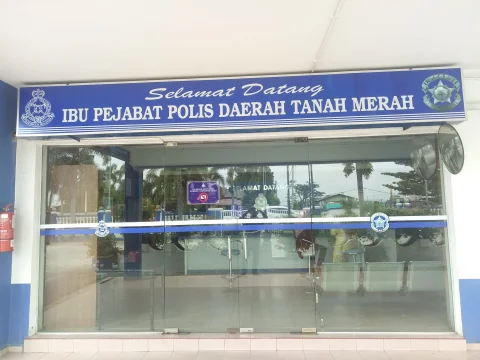 Selamat Datang
IBU PEJABAT POLIS DAERAH TANAH MERAH
SELAMAT DATANG